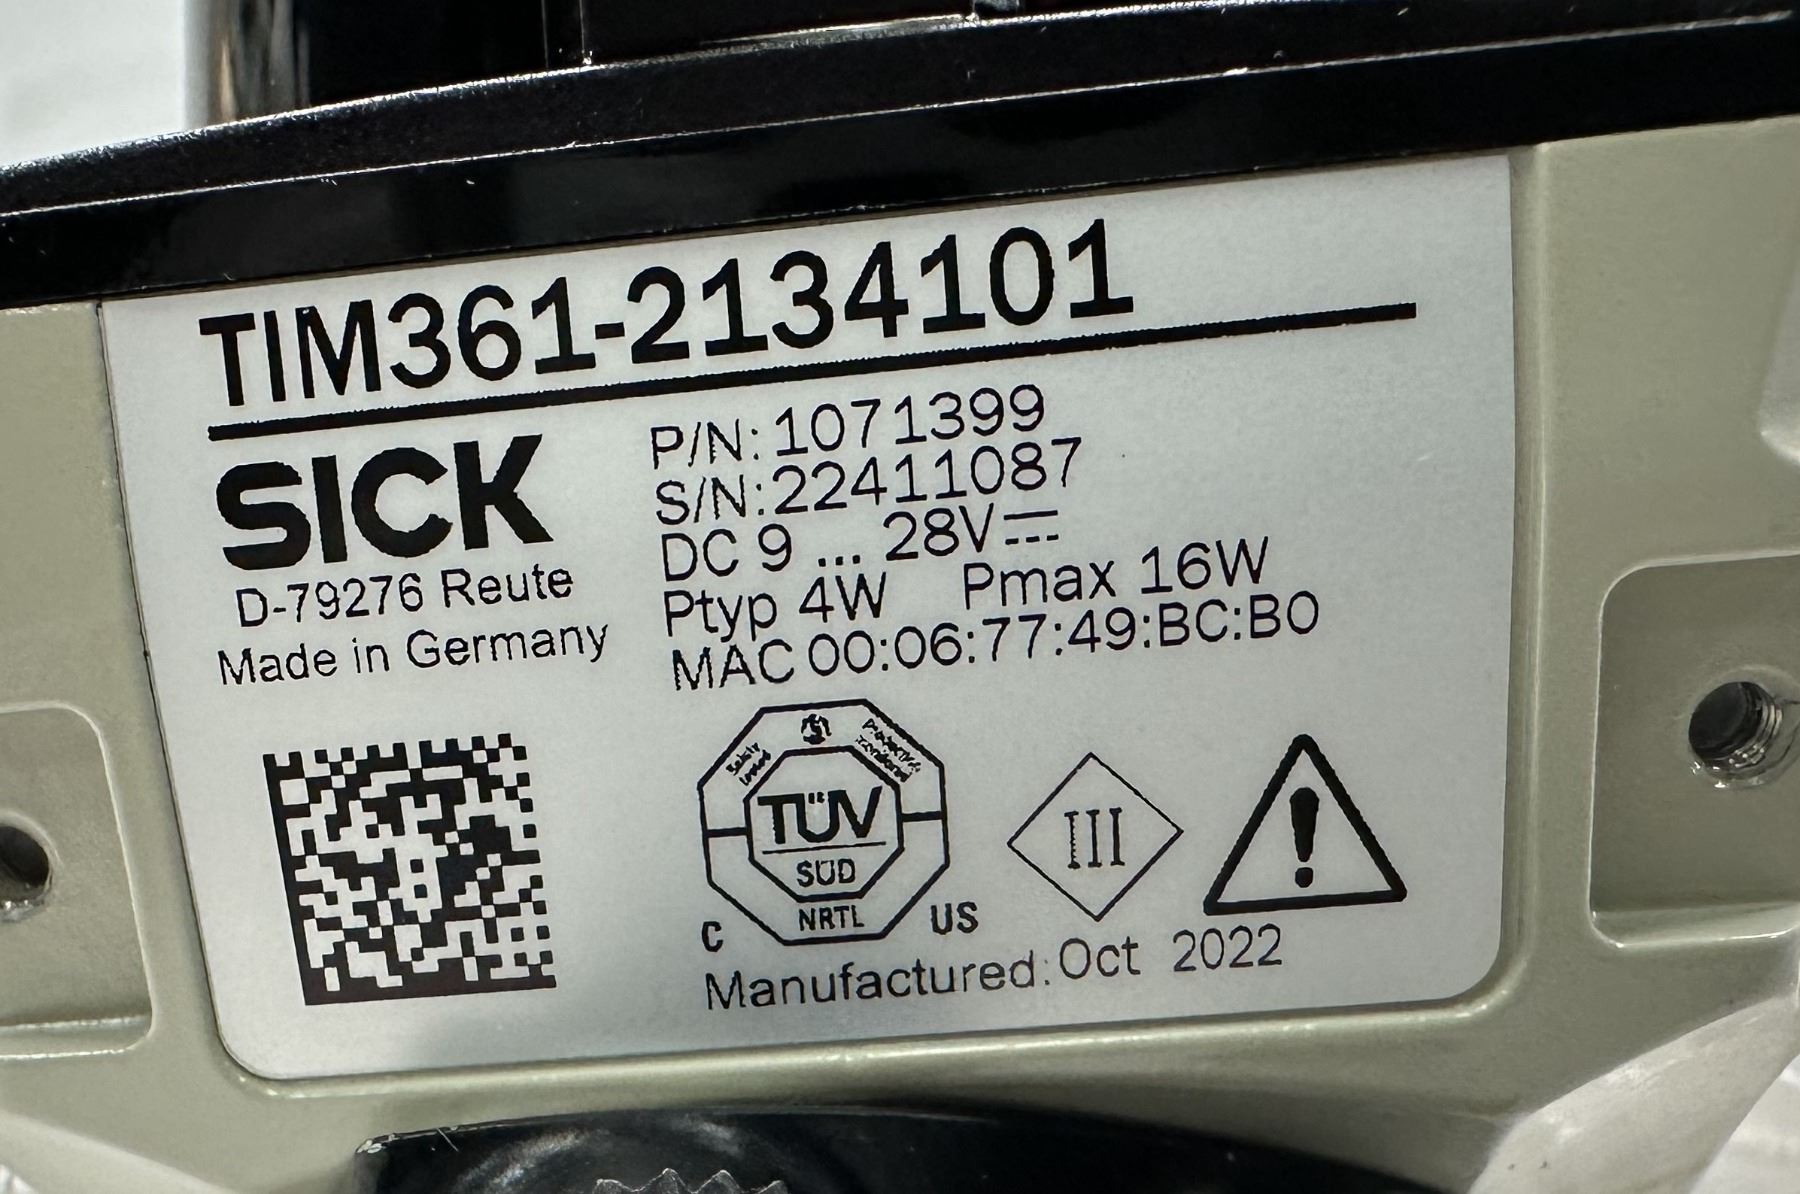 TIM361-2134101
SICK
D-79276 Reute
Made in Germany
P/N: 1071399
S/N: 22411087
DC 9 ... 28V⎓
Ptyp 4W Pmax 16W
MAC 00:06:77:49:BC:B0
TÜV
SÜD
NRTL
C US
III
Manufactured: Oct 2022